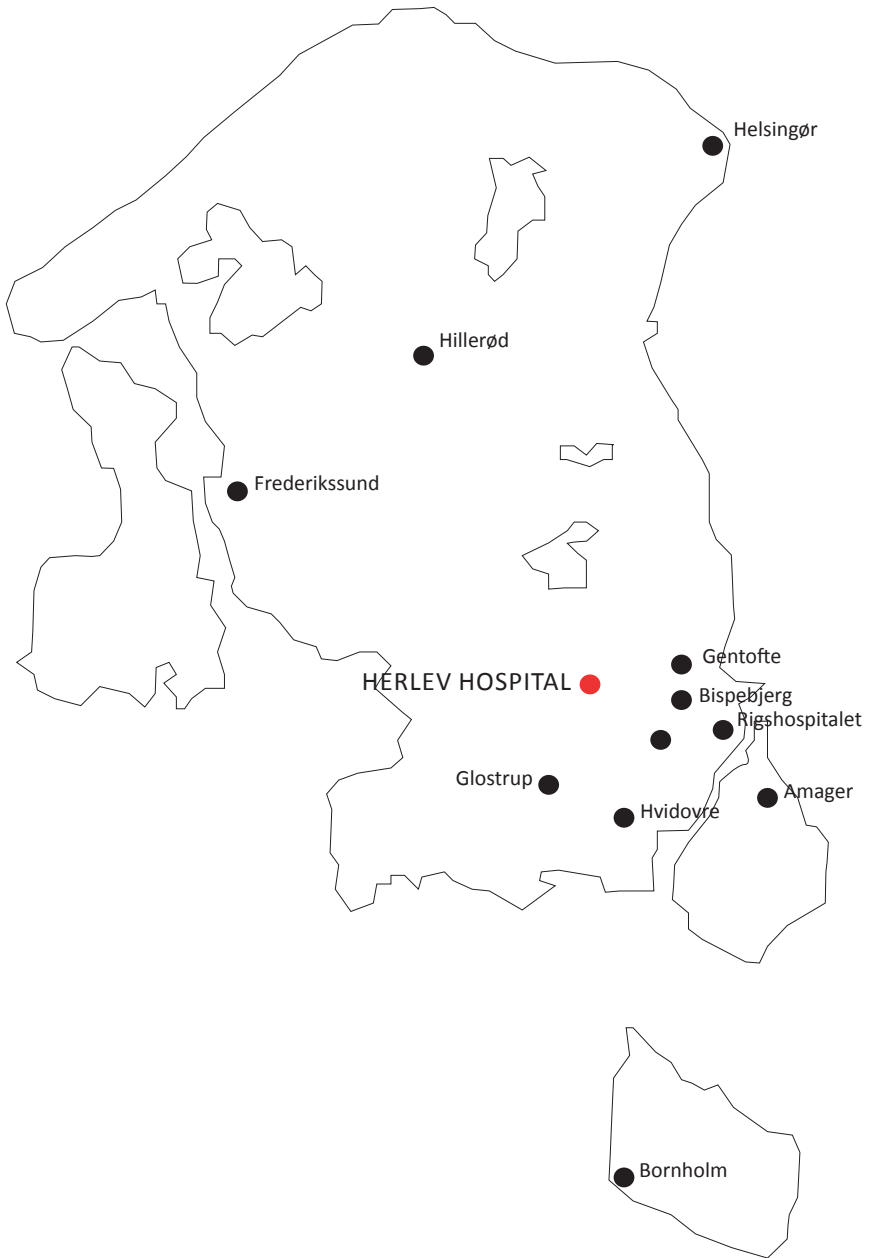 Helsingør
Hillerød
Frederikssund
Gentofte
HERLEV HOSPITAL
Bispebjerg
Rigshospitalet
Glostrup
Amager
Hvidovre
Bornholm